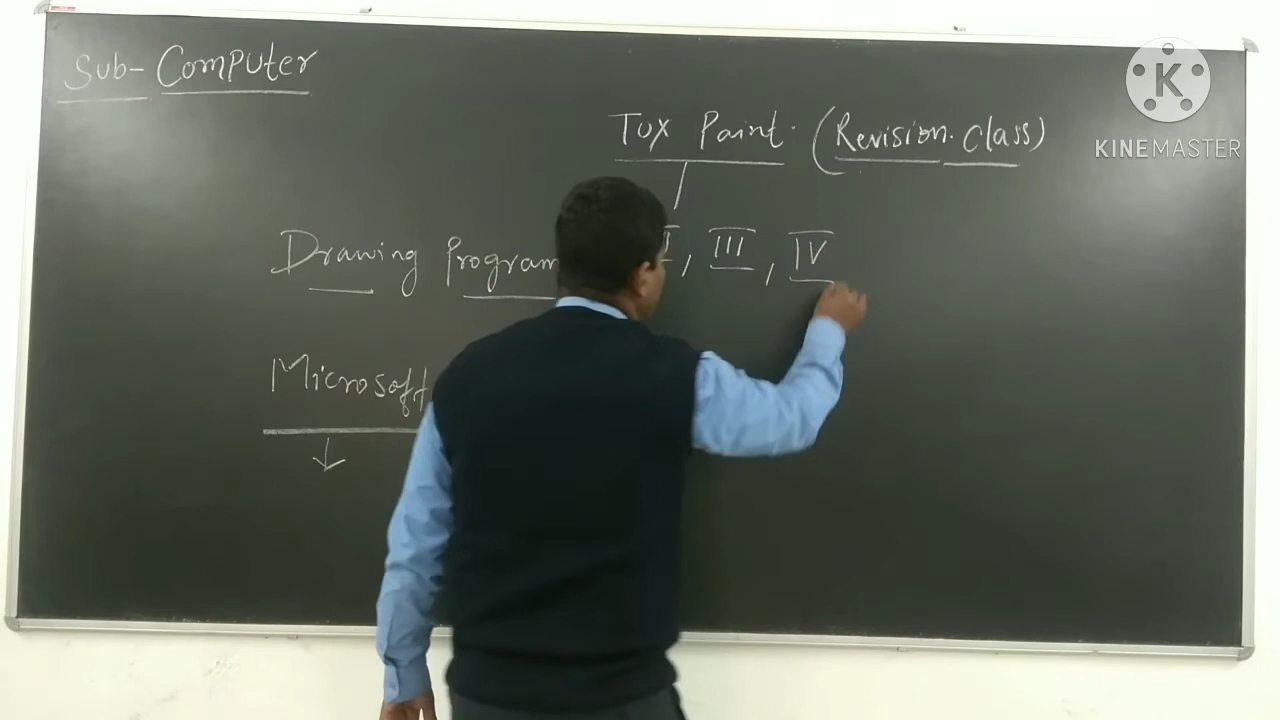 Sub- Computer
Tux Paint. (Revision. Class)
Drawing Program
, III, IV
Microsoft
K
KINEMASTER